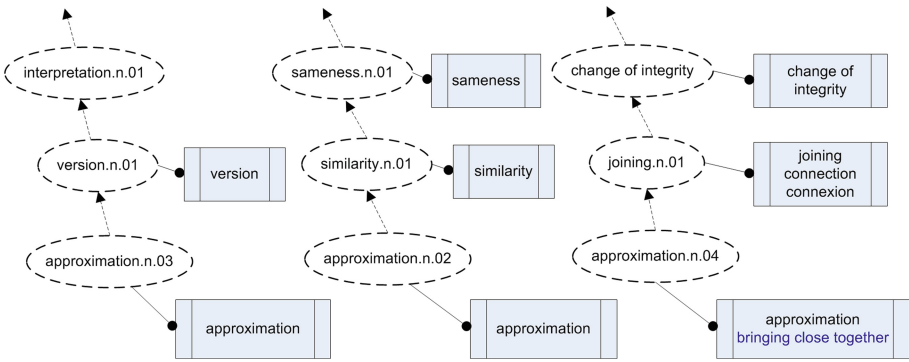 interpretation.n.01
version.n.01
version
approximation.n.03
approximation
sameness.n.01
sameness
similarity.n.01
similarity
approximation.n.02
approximation
change of integrity
change of
integrity
joining.n.01
joining
connection
connexion
approximation.n.04
approximation
bringing close together